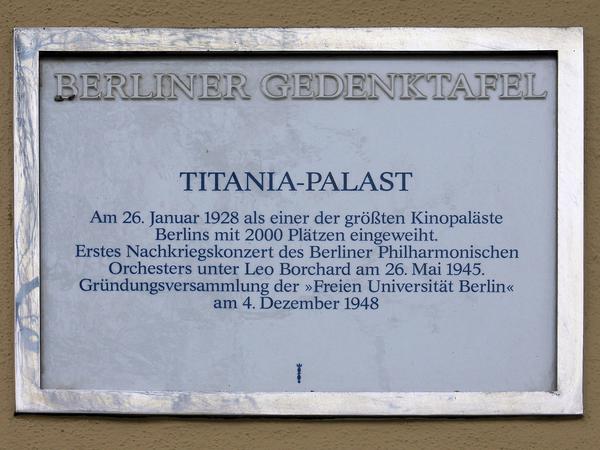 BERLINER GEDENKTAFEL
TITANIA-PALAST
Am 26. Januar 1928 als einer der größten Kinopaläste
Berlins mit 2000 Plätzen eingeweiht.
Erstes Nachkriegskonzert des Berliner Philharmonischen
Orchesters unter Leo Borchard am 26. Mai 1945.
Gründungsversammlung der »Freien Universität Berlin«
am 4. Dezember 1948